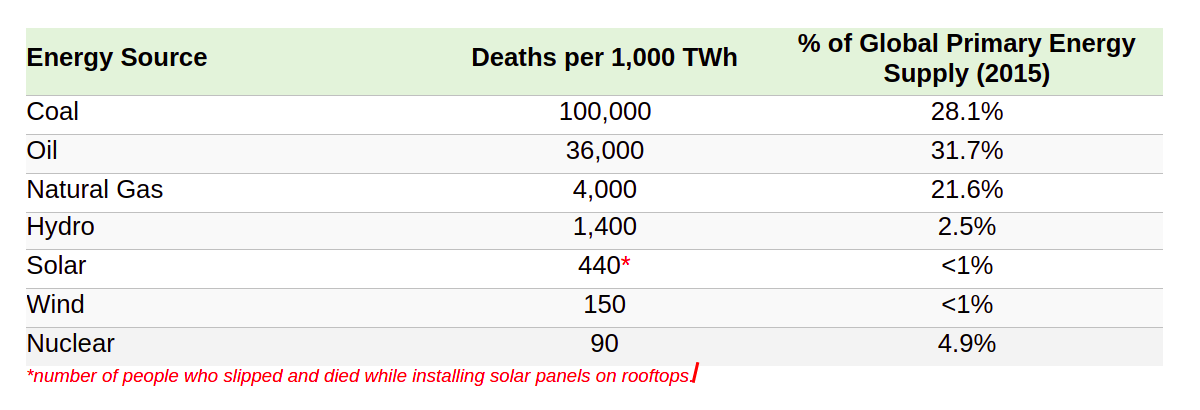 Energy Source Deaths per 1,000 TWh % of Global Primary Energy Supply (2015)
Coal 100,000 28.1%
Oil 36,000 31.7%
Natural Gas 4,000 21.6%
Hydro 1,400 2.5%
Solar 440* <1%
Wind 150 <1%
Nuclear 90 4.9%
*number of people who slipped and died while installing solar panels on rooftops.